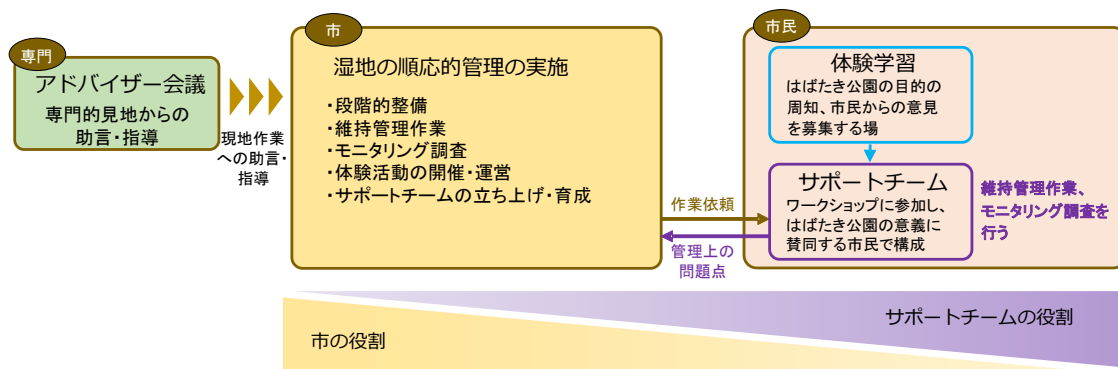 専門
アドバイザー会議
専門的見地からの
助言・指導
現地作業
への助言・
指導
市
湿地の順応的管理の実施
・段階的整備
・維持管理作業
・モニタリング調査
・体験活動の開催・運営
・サポートチームの立ち上げ・育成
作業依頼
管理上の
問題点
市民
体験学習
はばたき公園の目的の
周知、市民からの意見
を募集する場
サポートチーム
ワークショップに参加し、
はばたき公園の意義に
賛同する市民で構成
維持管理作業、
モニタリング調査を
行う
サポートチームの役割
市の役割